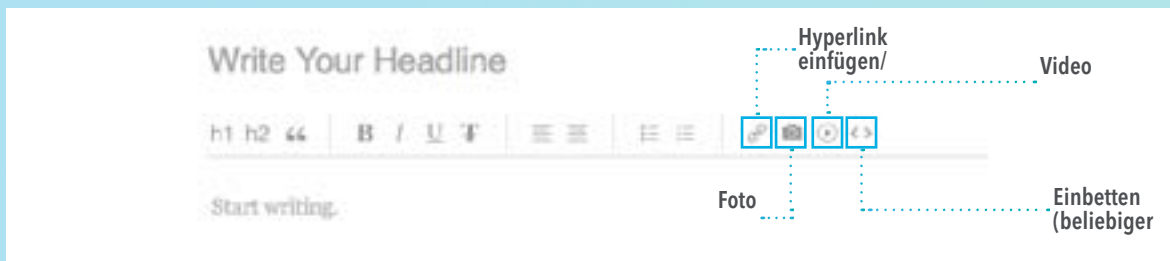 Hyperlink
einfügen/
Video
Write Your Headline
h1 h2 “ B I U T
Foto
Start writing.
Einbetten
(beliebiger